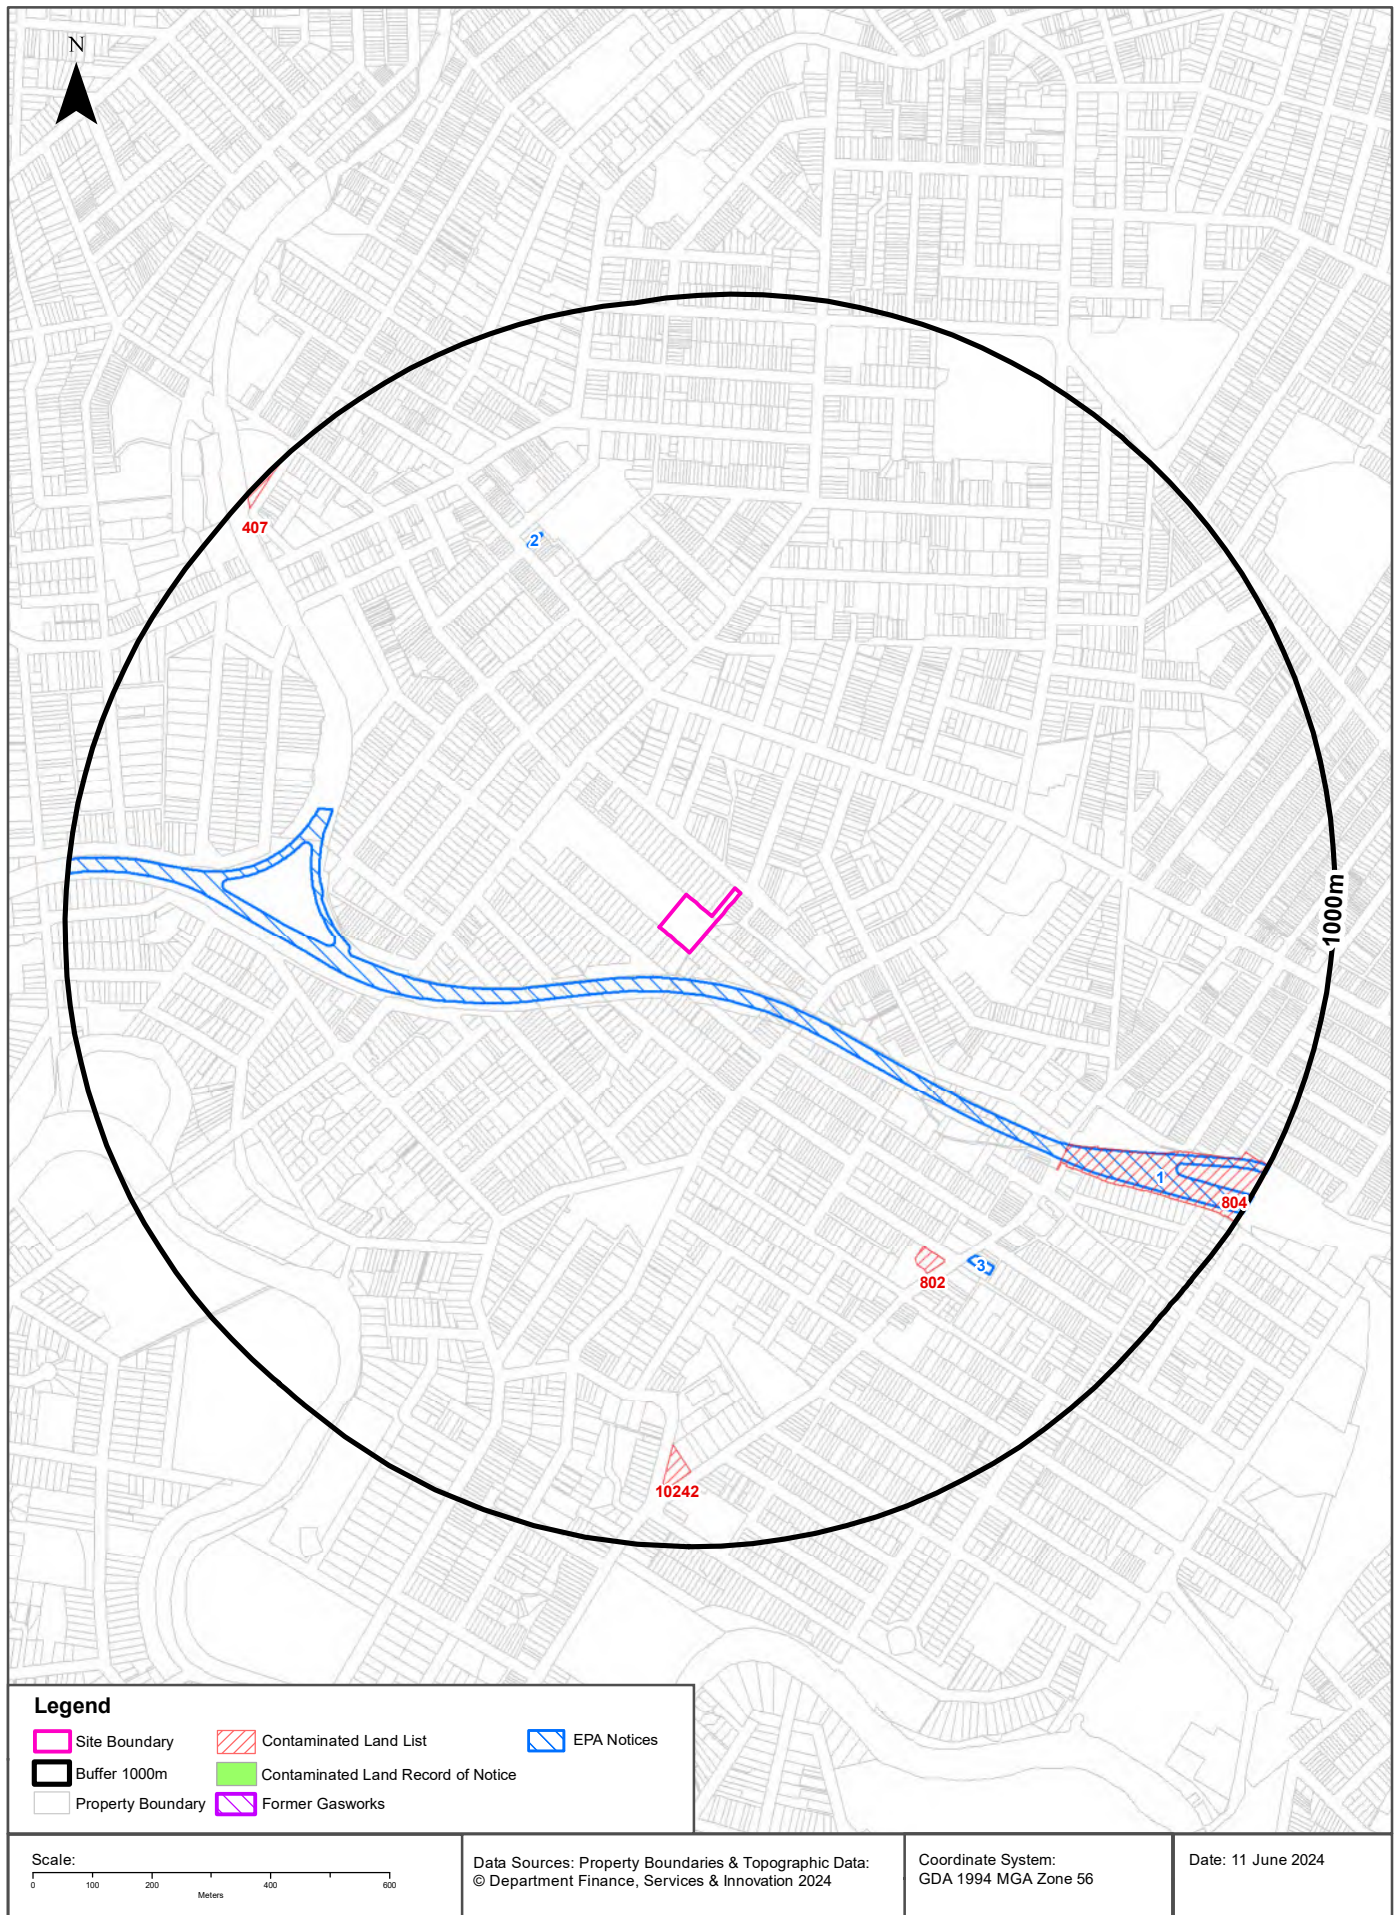 N
407
2
1000m
1
804
3
802
10242
Legend
Site Boundary
Contaminated Land List
EPA Notices
Buffer 1000m
Contaminated Land Record of Notice
Property Boundary
Former Gasworks
Scale:
0 100 200 400 600
Meters
Data Sources: Property Boundaries & Topographic Data:
© Department Finance, Services & Innovation 2024
Coordinate System:
GDA 1994 MGA Zone 56
Date: 11 June 2024